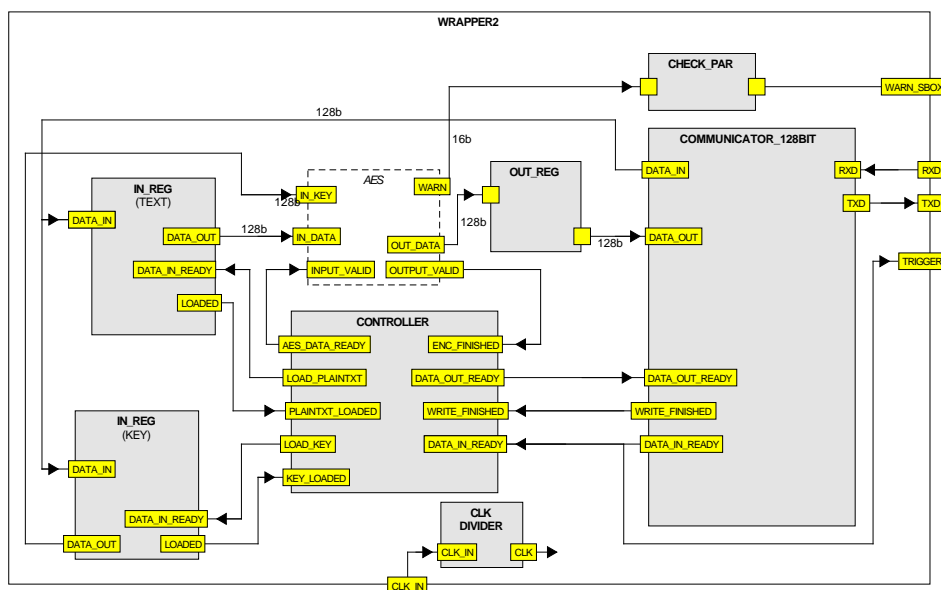 WRAPPER2
CHECK_PAR
WARN_SBOX
128b
16b
COMMUNICATOR_128BIT
DATA_IN
RXD
RXD
TXD
TXD
DATA_OUT
TRIGGER
DATA_OUT_READY
WRITE_FINISHED
DATA_IN_READY
OUT_REG
128b
128b
AES
WARN
IN_KEY
128b
IN_DATA
OUT_DATA
INPUT_VALID
OUTPUT_VALID
IN_REG
(TEXT)
DATA_IN
DATA_OUT
128b
DATA_IN_READY
LOADED
CONTROLLER
AES_DATA_READY
ENC_FINISHED
LOAD_PLAINTXT
DATA_OUT_READY
PLAINTXT_LOADED
WRITE_FINISHED
LOAD_KEY
DATA_IN_READY
KEY_LOADED
IN_REG
(KEY)
DATA_IN
DATA_IN_READY
DATA_OUT
LOADED
CLK
DIVIDER
CLK_IN
CLK
CLK_IN